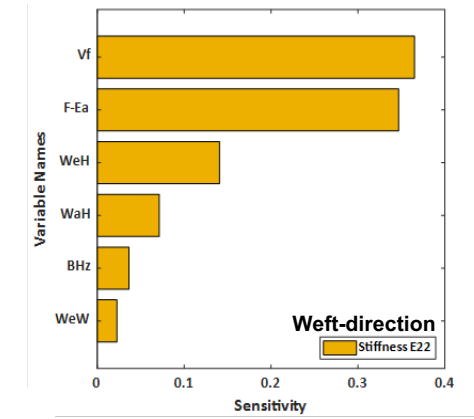 Variable Names
Vf
F-Ea
WeH
WaH
BHz
WeW
Weft-direction
Stiffness E22
0 0.1 0.2 0.3 0.4
Sensitivity